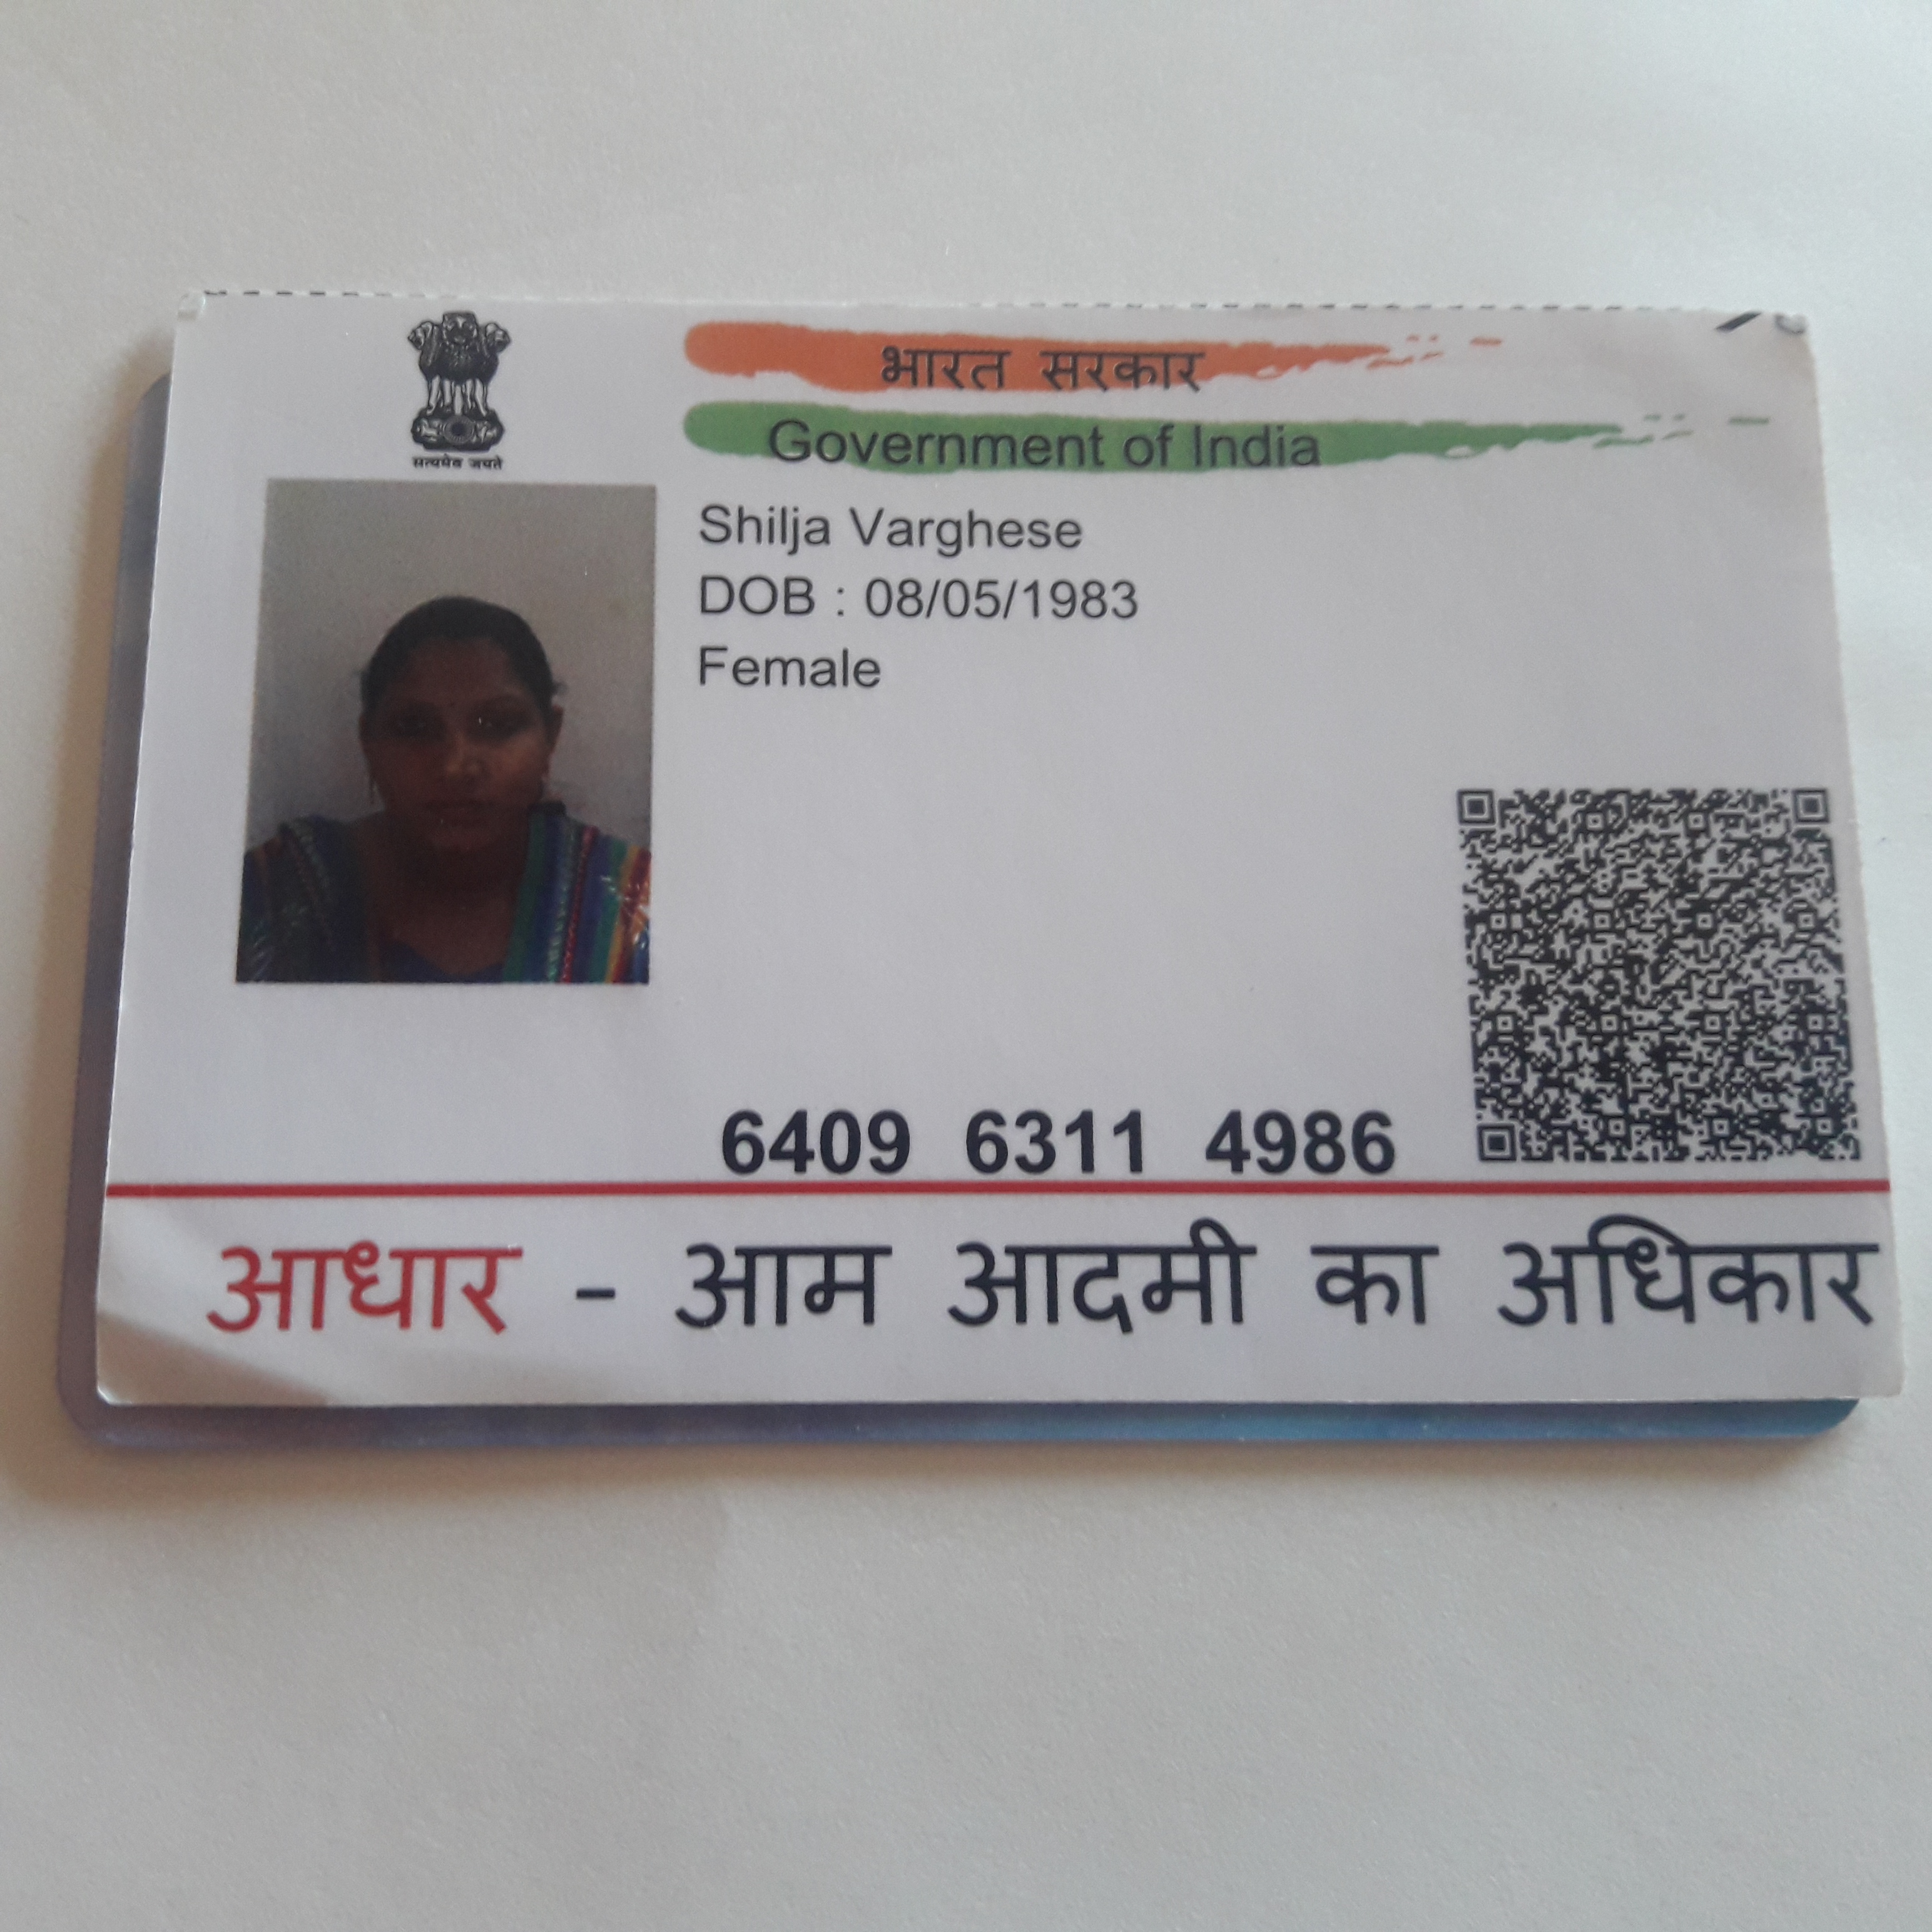 सत्यमेव जयते
भारत सरकार
Government of India
Shilja Varghese
DOB : 08/05/1983
Female
6409 6311 4986
आधार - आम आदमी का अधिकार